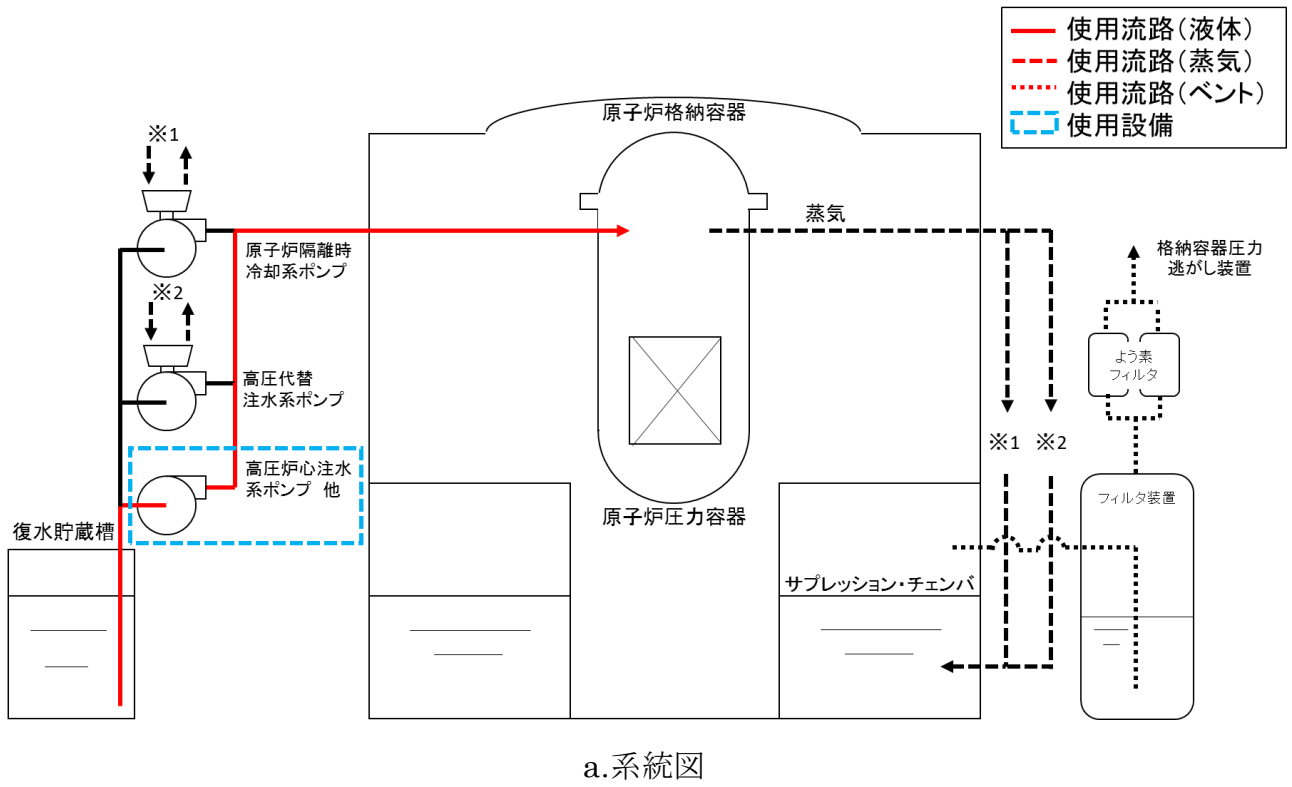 使用流路(液体)
使用流路(蒸気)
使用流路(ベント)
使用設備
原子炉格納容器
※1
蒸気
原子炉隔離時
冷却系ポンプ
格納容器圧力
逃がし装置
※2
よう素
フィルタ
高圧代替
注水系ポンプ
※1
※2
高圧炉心注水
系ポンプ 他
フィルタ装置
原子炉圧力容器
復水貯蔵槽
サプレッション・チェンバ
a.系統図